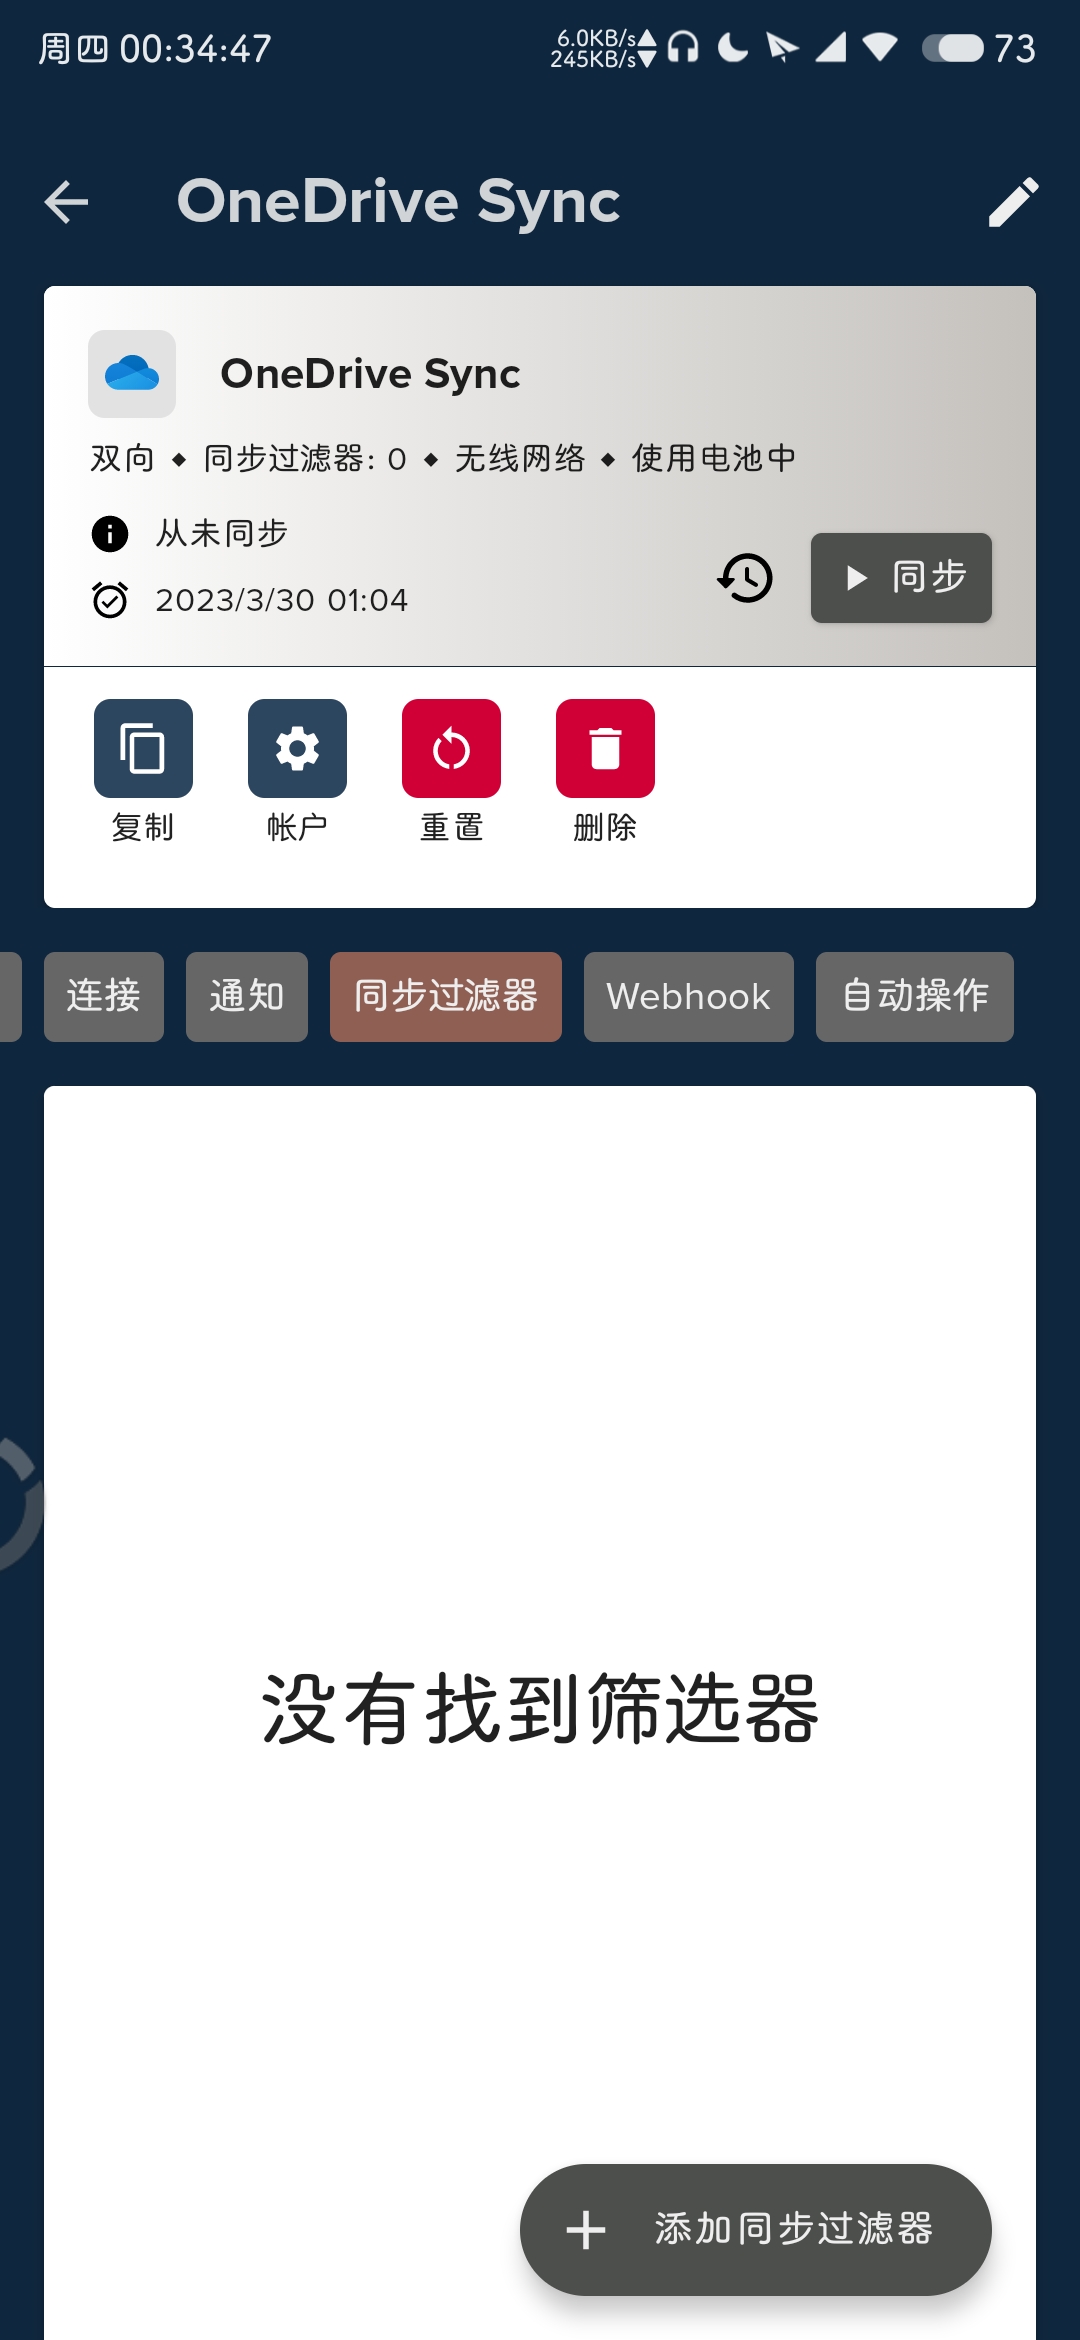 周四 00:34:47
6.0KB/s
245KB/s
73
OneDrive Sync
OneDrive Sync
双向 ◆ 同步过滤器: 0 ◆ 无线网络 ◆ 使用电池中
从未同步
2023/3/30 01:04
同步
复制 帐户 重置 删除
连接 通知 同步过滤器 Webhook 自动操作
没有找到筛选器
添加同步过滤器